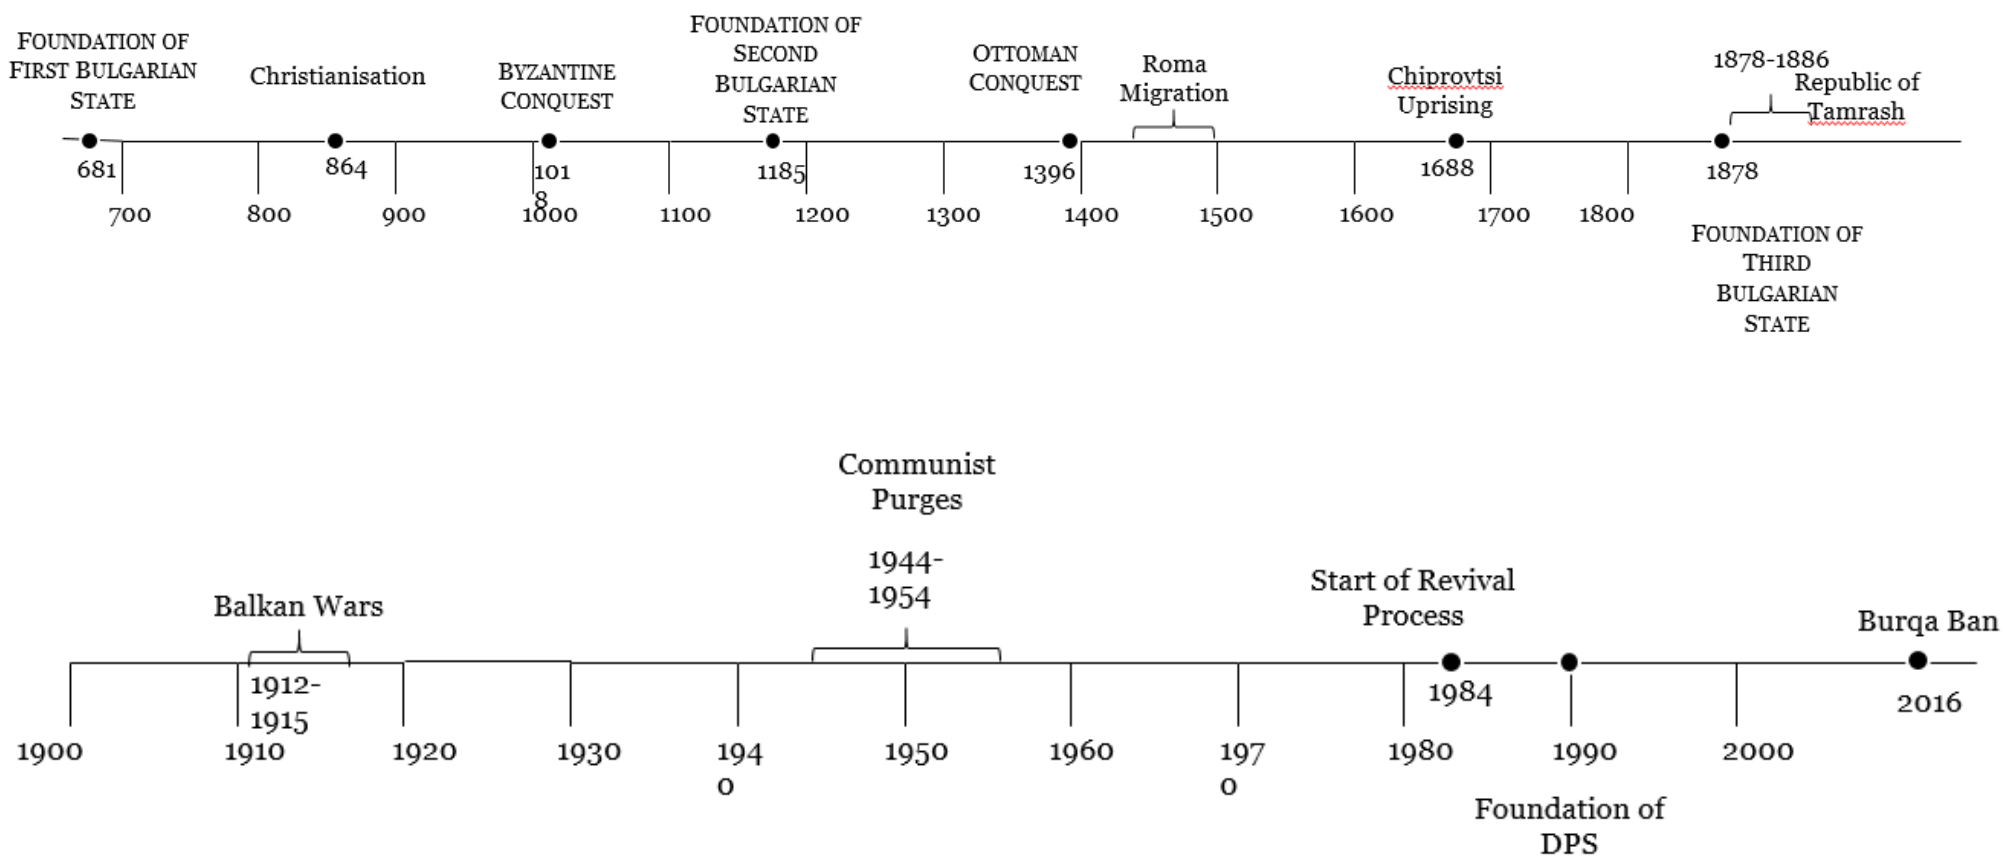 FOUNDATION OF
FIRST BULGARIAN
STATE
Christianisation
BYZANTINE
CONQUEST
FOUNDATION OF
SECOND
BULGARIAN
STATE
OTTOMAN
CONQUEST
Roma
Migration
Chiprovtsi
Uprising
1878-1886
Republic of
Tamrash
681
864
101
8
1185
1396
1688
1878
700
800
900
1000
1100
1200
1300
1400
1500
1600
1700
1800
FOUNDATION OF
THIRD
BULGARIAN
STATE
Communist
Purges
1944-
1954
Balkan Wars
Start of Revival
Process
Burqa Ban
1912-
1915
1984
2016
1900
1910
1920
1930
194
0
1950
1960
197
0
1980
1990
2000
Foundation of
DPS